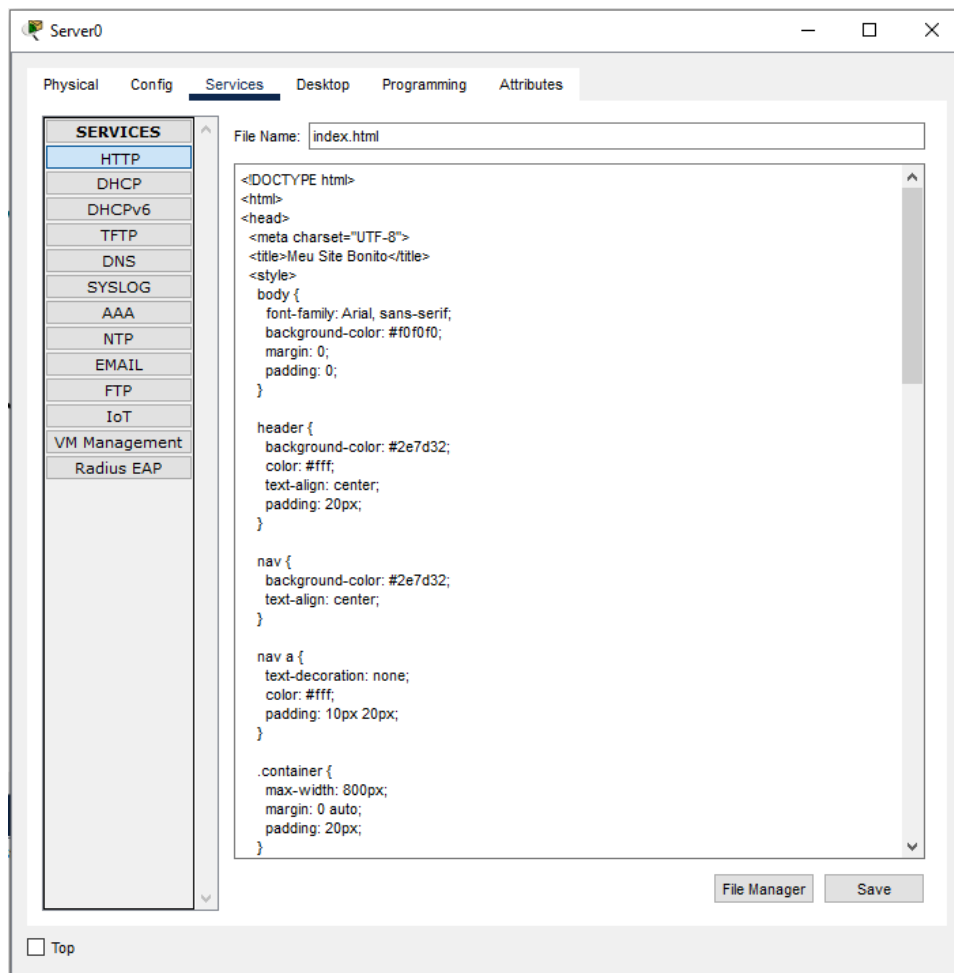 Server0
Physical Config Services Desktop Programming Attributes
SERVICES
HTTP
DHCP
DHCPv6
TFTP
DNS
SYSLOG
AAA
NTP
EMAIL
FTP
IoT
VM Management
Radius EAP
File Name: index.html
<!DOCTYPE html>
<html>
<head>
<meta charset="UTF-8">
<title>Meu Site Bonito</title>
<style>
body {
font-family: Arial, sans-serif;
background-color: #f0f0f0;
margin: 0;
padding: 0;
}
header {
background-color: #2e7d32;
color: #fff;
text-align: center;
padding: 20px;
}
nav {
background-color: #2e7d32;
text-align: center;
}
nav a {
text-decoration: none;
color: #fff;
padding: 10px 20px;
}
.container {
max-width: 800px;
margin: 0 auto;
padding: 20px;
}
File Manager Save
Top